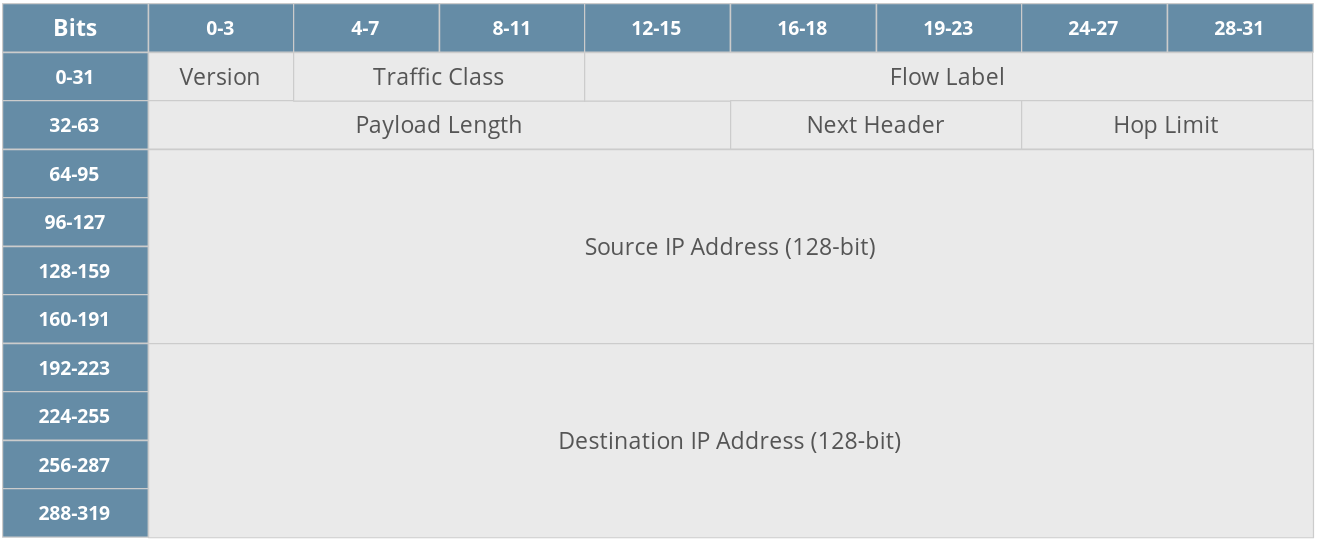 Bits 0-3 4-7 8-11 12-15 16-18 19-23 24-27 28-31
0-31 Version Traffic Class Flow Label
32-63 Payload Length Next Header Hop Limit
64-95
96-127
Source IP Address (128-bit)
128-159
160-191
192-223
224-255
Destination IP Address (128-bit)
256-287
288-319